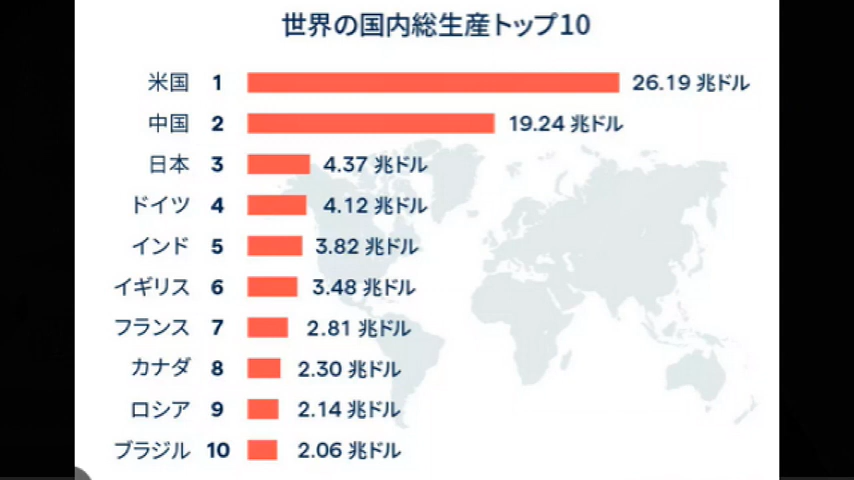 世界の国内総生産トップ10
米国 1 26.19 兆ドル
中国 2 19.24 兆ドル
日本 3 4.37 兆ドル
ドイツ 4 4.12 兆ドル
インド 5 3.82 兆ドル
イギリス 6 3.48 兆ドル
フランス 7 2.81 兆ドル
カナダ 8 2.30 兆ドル
ロシア 9 2.14 兆ドル
ブラジル 10 2.06 兆ドル